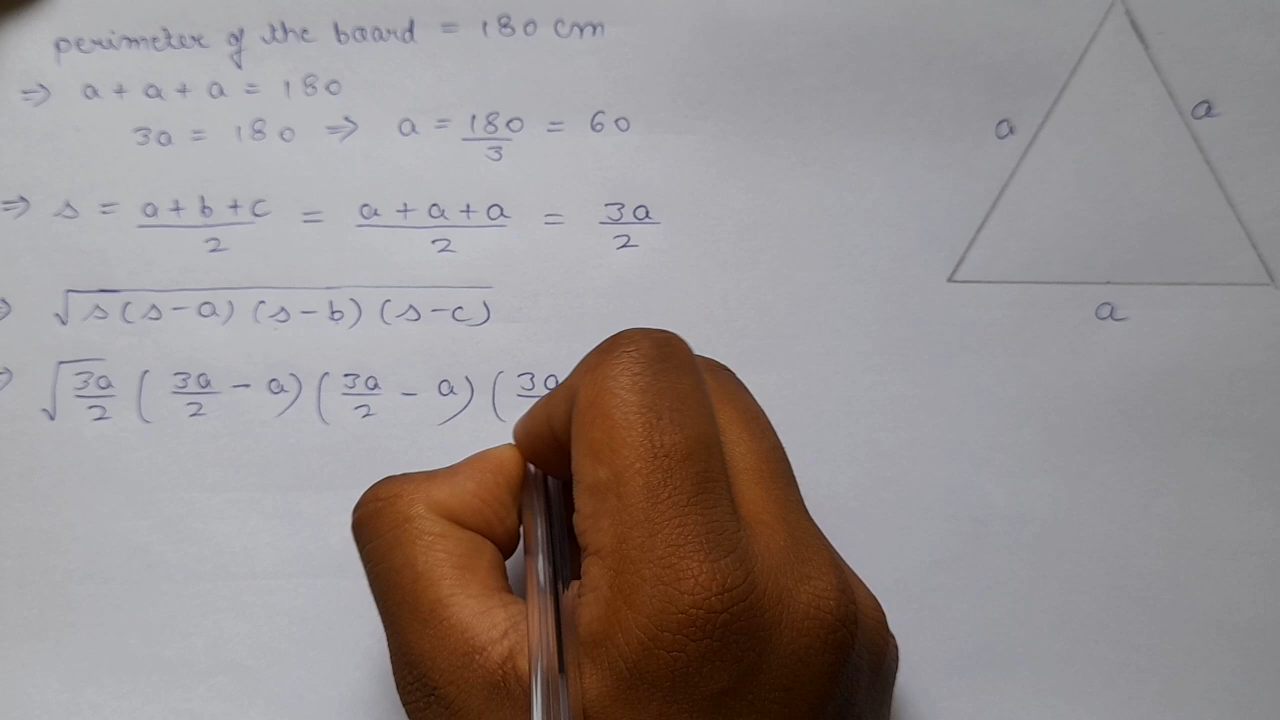 perimeter of the board = 180 cm
⇒ a + a + a = 180
3a = 180 ⇒ a = 180/3 = 60
⇒ s = a+b+c/2 = a+a+a/2 = 3a/2
⇒ √s(s-a)(s-b)(s-c)
⇒ √3a/2 (3a/2 - a) (3a/2 - a) (3a
a
a
a